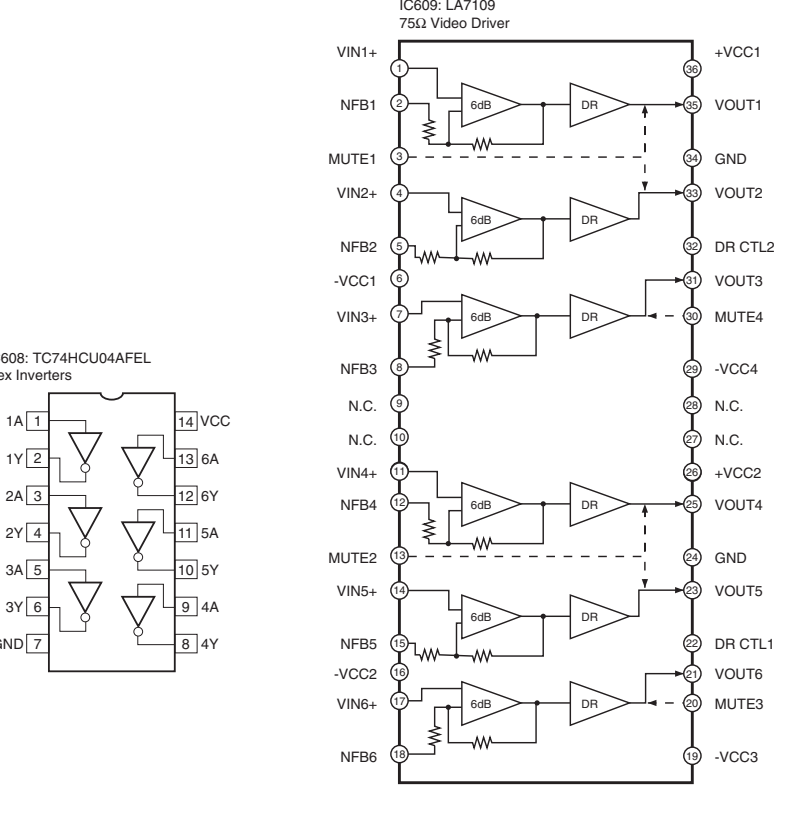 IC609: LA7109
75Ω Video Driver
VIN1+ 1
NFB1 2
MUTE1 3
VIN2+ 4
NFB2 5
-VCC1 6
VIN3+ 7
NFB3 8
N.C. 9
N.C. 10
VIN4+ 11
NFB4 12
MUTE2 13
VIN5+ 14
NFB5 15
-VCC2 16
VIN6+ 17
NFB6 18
6dB DR
6dB DR
6dB DR
6dB DR
6dB DR
6dB DR
36 +VCC1
35 VOUT1
34 GND
33 VOUT2
32 DR CTL2
31 VOUT3
30 MUTE4
29 -VCC4
28 N.C.
27 N.C.
26 +VCC2
25 VOUT4
24 GND
23 VOUT5
22 DR CTL1
21 VOUT6
20 MUTE3
19 -VCC3
608: TC74HCU04AFEL
ex Inverters
1A 1
1Y 2
2A 3
2Y 4
3A 5
3Y 6
GND 7
14 VCC
13 6A
12 6Y
11 5A
10 5Y
9 4A
8 4Y